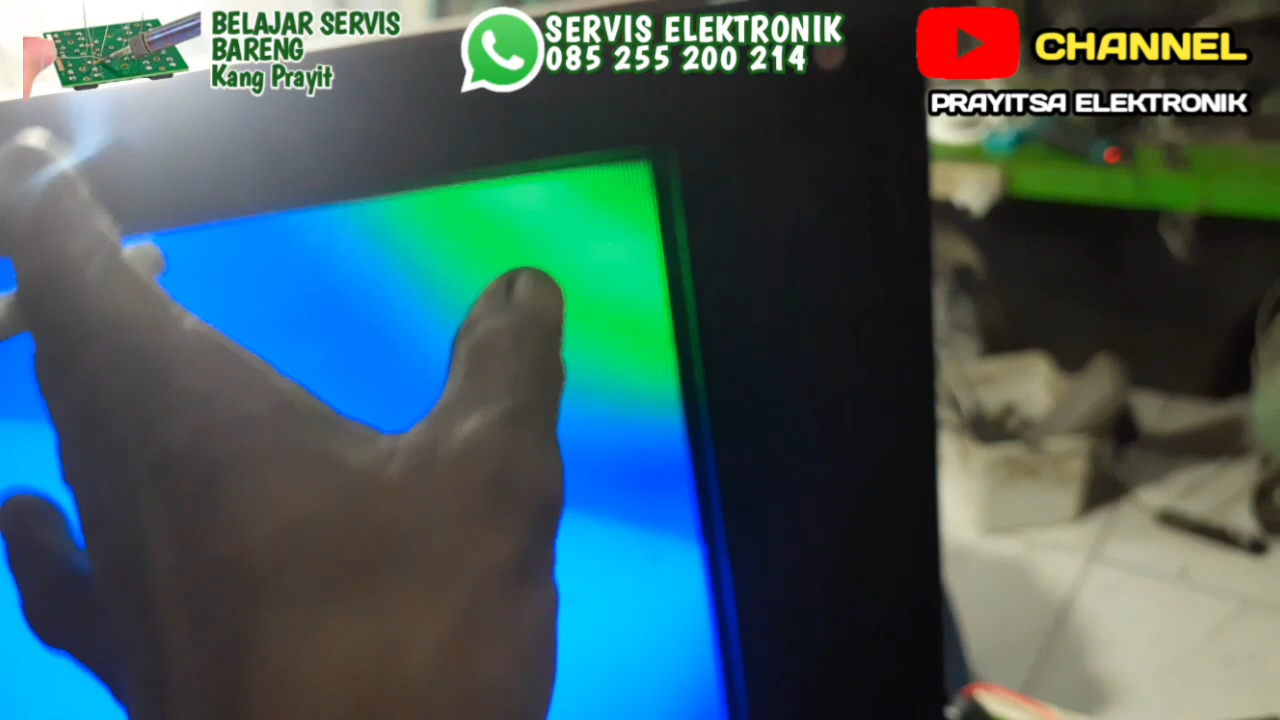 BELAJAR SERVIS
BARENG
Kang Prayit
SERVIS ELEKTRONIK
085 255 200 214
CHANNEL
PRAYITSA ELEKTRONIK